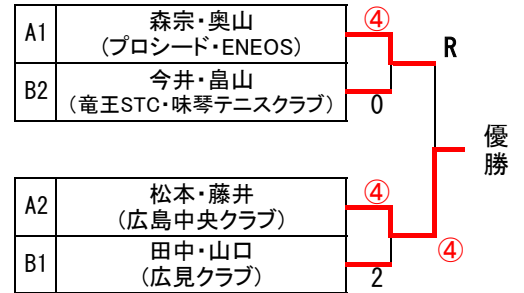 A1
森宗・奥山
(プロシード・ENEOS)
④
R
B2
今井・畠山
(竜王STC・味琴テニスクラブ)
0
優勝
A2
松本・藤井
(広島中央クラブ)
④
④
B1
田中・山口
(広見クラブ)
2